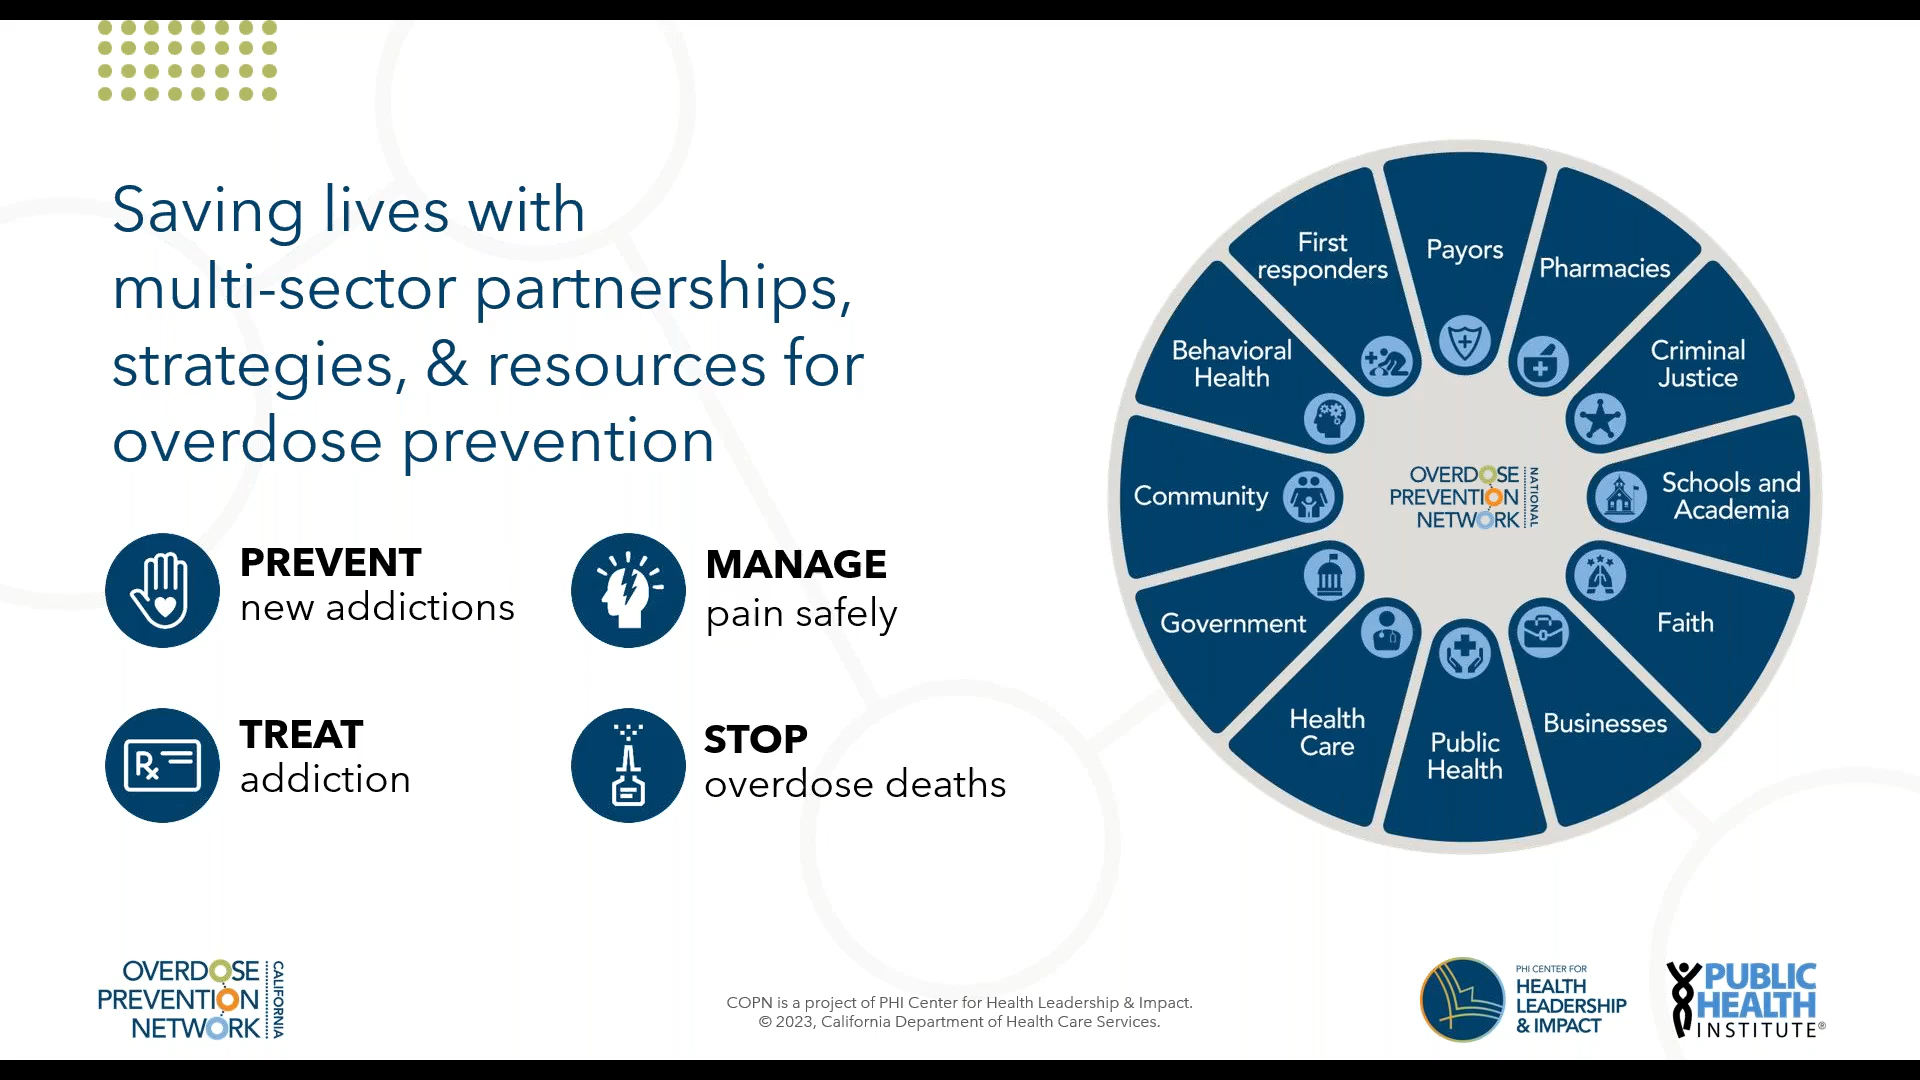 Saving lives with
multi-sector partnerships,
strategies, & resources for
overdose prevention
PREVENT
new addictions
MANAGE
pain safely
TREAT
addiction
STOP
overdose deaths
Payors
Pharmacies
Criminal
Justice
Schools and
Academia
Faith
Businesses
Public
Health
Health
Care
Government
Community
Behavioral
Health
First
responders
OVERDOSE
PREVENTION
NETWORK
NATIONAL
OVERDOSE
PREVENTION
NETWORK
CALIFORNIA
COPN is a project of PHI Center for Health Leadership & Impact.
© 2023, California Department of Health Care Services.
PHI CENTER FOR
HEALTH
LEADERSHIP
& IMPACT
PUBLIC
HEALTH
INSTITUTE®
Rx